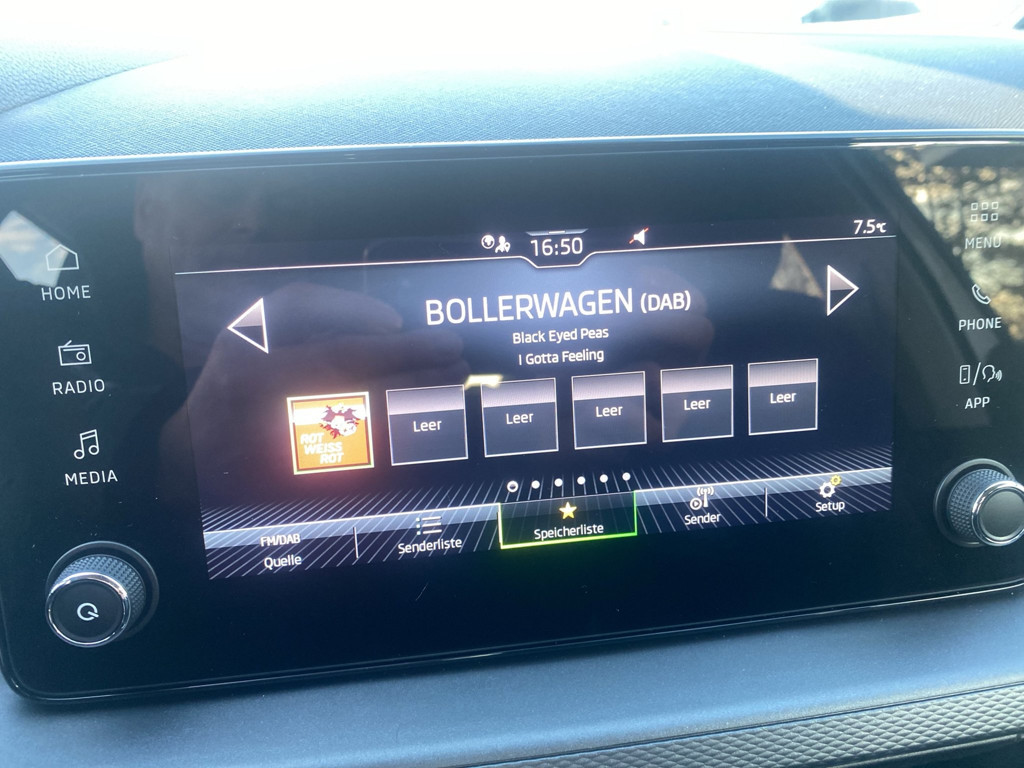 16:50
7.5°C
HOME
RADIO
MEDIA
MENU
PHONE
APP
BOLLERWAGEN (DAB)
Black Eyed Peas
I Gotta Feeling
ROT
WEISS
ROT
Leer
Leer
Leer
Leer
Leer
FM/DAB
Quelle
Senderliste
Speicherliste
Sender
Setup